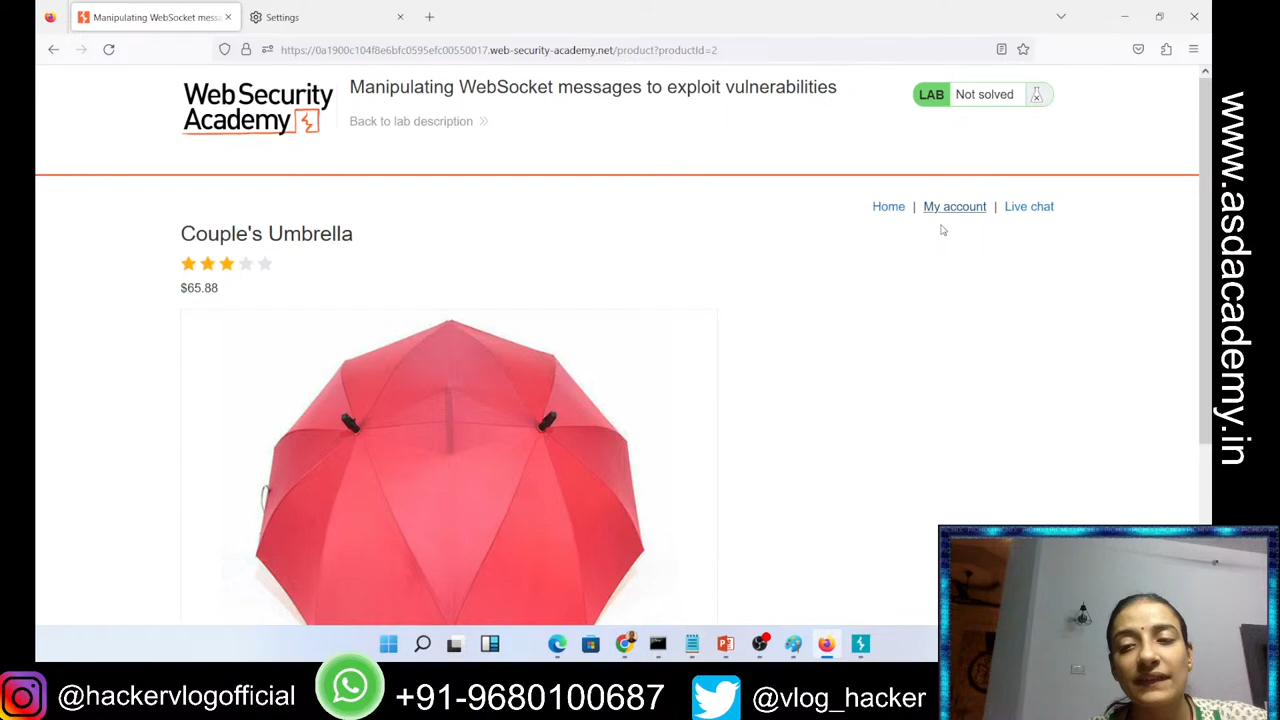 Manipulating WebSocket mess
Settings
https://0a1900c104f8e6bfc0595efc00550017.web-security-academy.net/product?productId=2
WebSecurity
Academy
Manipulating WebSocket messages to exploit vulnerabilities
Back to lab description
LAB Not solved
Home | My account | Live chat
Couple's Umbrella
$65.88
www.asdacademy.in
@hackervlogofficial
+91-9680100687
@vlog_hacker